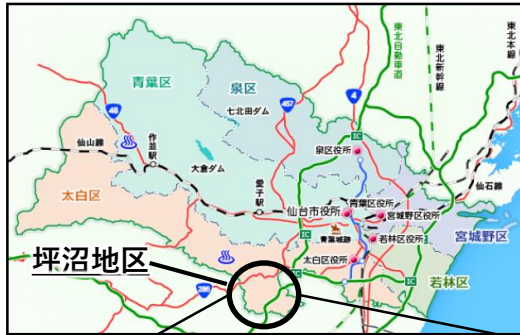 青葉区
泉区
東北自動車道
東北新幹線
東北本線
48
457
4
七北田ダム
IC
仙山線
作並駅
大倉ダム
泉区役所
愛子駅
仙石線
太白区
仙台市役所
青葉区役所
宮城野区役所
青葉城跡
若林区役所
宮城野区
IC
太白区役所
坪沼地区
若林区
286
IC
IC